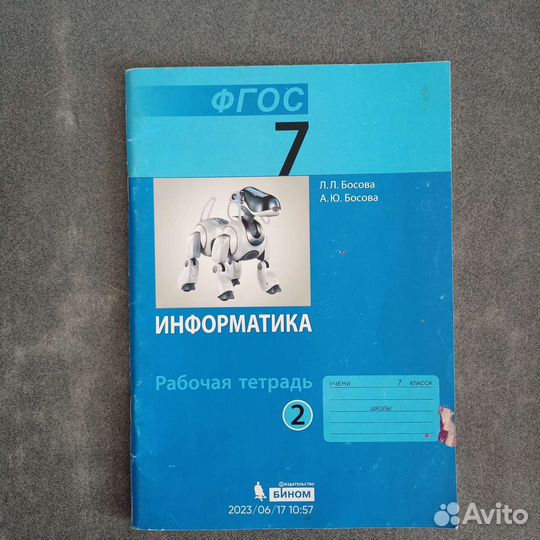 ФГОС
7
Л.Л. Босова
А.Ю. Босова
ИНФОРМАТИКА
Рабочая тетрадь
2
УЧЕНИ 7 КЛАССА
ШКОЛЫ
ИЗДАТЕЛЬСТВО
БИНОМ
2023/06/17 10:57
Avito